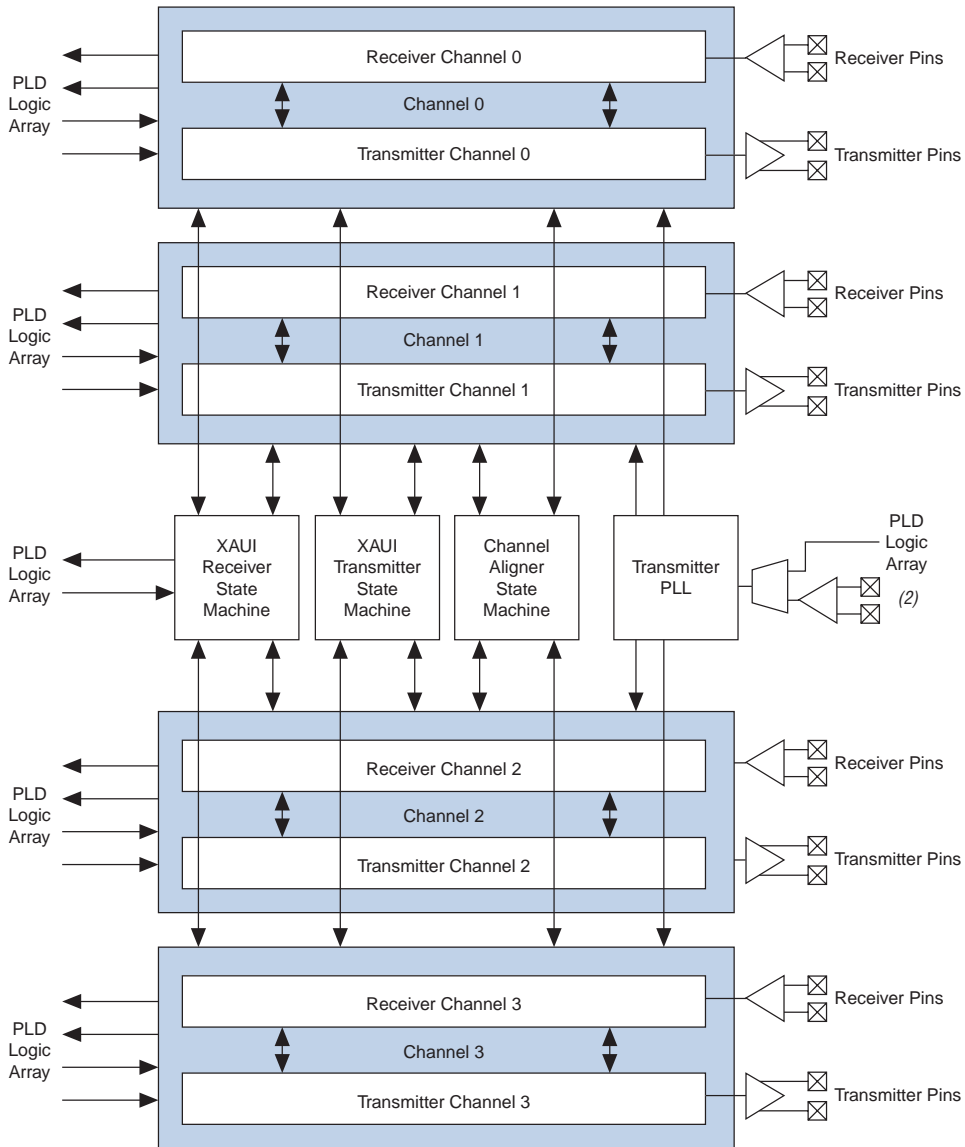 PLD
Logic
Array
Receiver Channel 0
Channel 0
Transmitter Channel 0
Receiver Pins
Transmitter Pins
PLD
Logic
Array
Receiver Channel 1
Channel 1
Transmitter Channel 1
Receiver Pins
Transmitter Pins
PLD
Logic
Array
XAUI
Receiver
State
Machine
XAUI
Transmitter
State
Machine
Channel
Aligner
State
Machine
Transmitter
PLL
PLD
Logic
Array
(2)
PLD
Logic
Array
Receiver Channel 2
Channel 2
Transmitter Channel 2
Receiver Pins
Transmitter Pins
PLD
Logic
Array
Receiver Channel 3
Channel 3
Transmitter Channel 3
Receiver Pins
Transmitter Pins